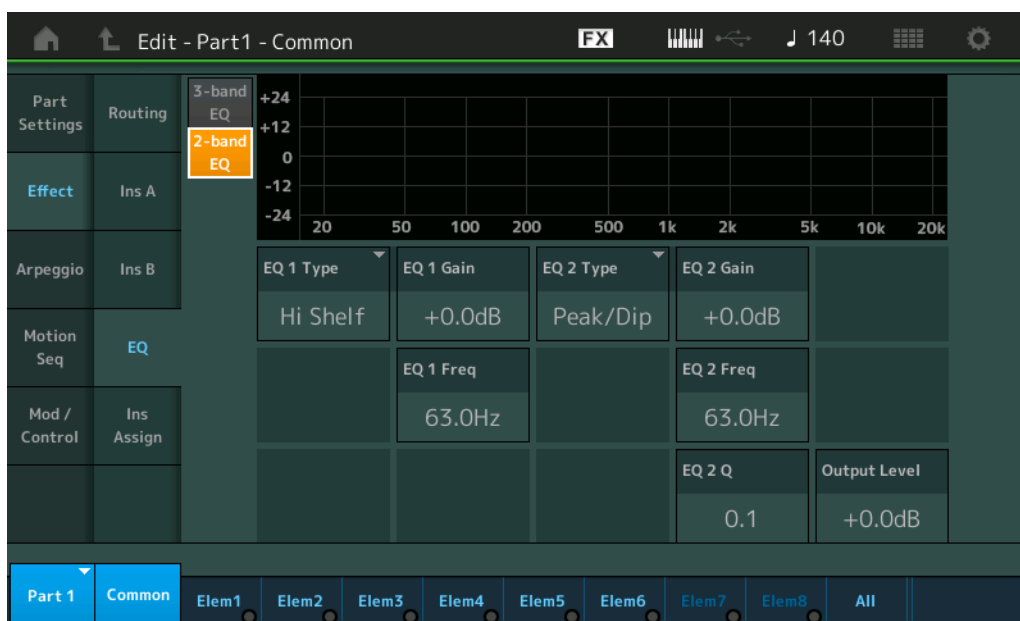 Edit - Part1 - Common FX 140
Part Settings
Routing
3-band EQ
2-band EQ
+24
+12
0
-12
-24
20 50 100 200 500 1k 2k 5k 10k 20k
Effect
Ins A
Arpeggio
Ins B
Motion Seq
EQ
Mod / Control
Ins Assign
EQ 1 Type
Hi Shelf
EQ 1 Gain
+0.0dB
EQ 2 Type
Peak/Dip
EQ 2 Gain
+0.0dB
EQ 1 Freq
63.0Hz
EQ 2 Freq
63.0Hz
EQ 2 Q
0.1
Output Level
+0.0dB
Part 1 Common Elem1 Elem2 Elem3 Elem4 Elem5 Elem6 Elem7 Elem8 All